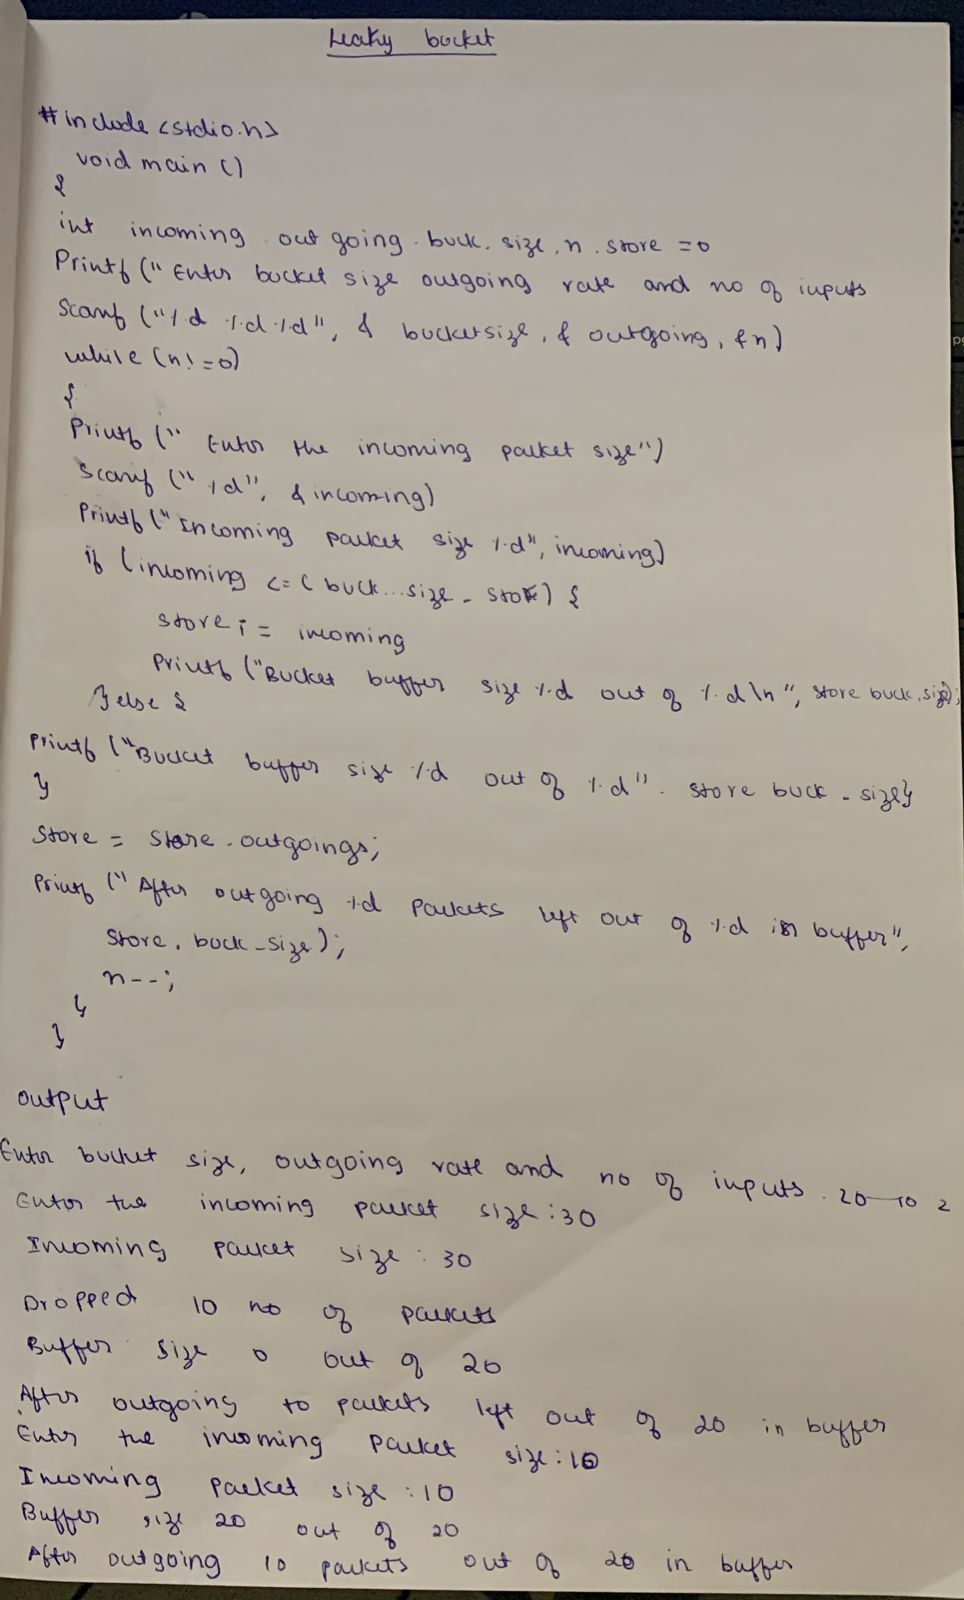 Leaky bucket
#include <stdio.h>
void main ()
{
int incoming outgoing. buck. size, n. store = 0
Printf (" Enter bucket size outgoing rate and no of inputs
Scanf ("%d %d %d", & bucketsize, & outgoing, &n)
while (n! = 0)
{
Printf (" Enter the incoming packet size")
Scanf ("%d", & incoming)
Printf (" Incoming packet size %d", incoming)
if (incoming <= ( buck...size - store) {
store ; = incoming
Printf ("Bucket buffer size %d out of %d \n", store buck.size);
} else {
Printf ("Bucket buffer size %d out of %d". store buck - size}
}
Store = Store - outgoings;
Printf (" After outgoing %d packets left out of %d in buffer",
store. buck-size);
n--;
}
}
output
Enter bucket size, outgoing rate and no of inputs. 20 10 2
Enter the incoming packet size : 30
Incoming packet size : 30
Dropped 10 no of packets
Buffer size 0 out of 20
After outgoing 10 packets left out of 20 in buffer
Enter the incoming packet size : 10
Incoming packet size : 10
Buffer size 20 out of 20
After outgoing 10 packets out of 20 in buffer